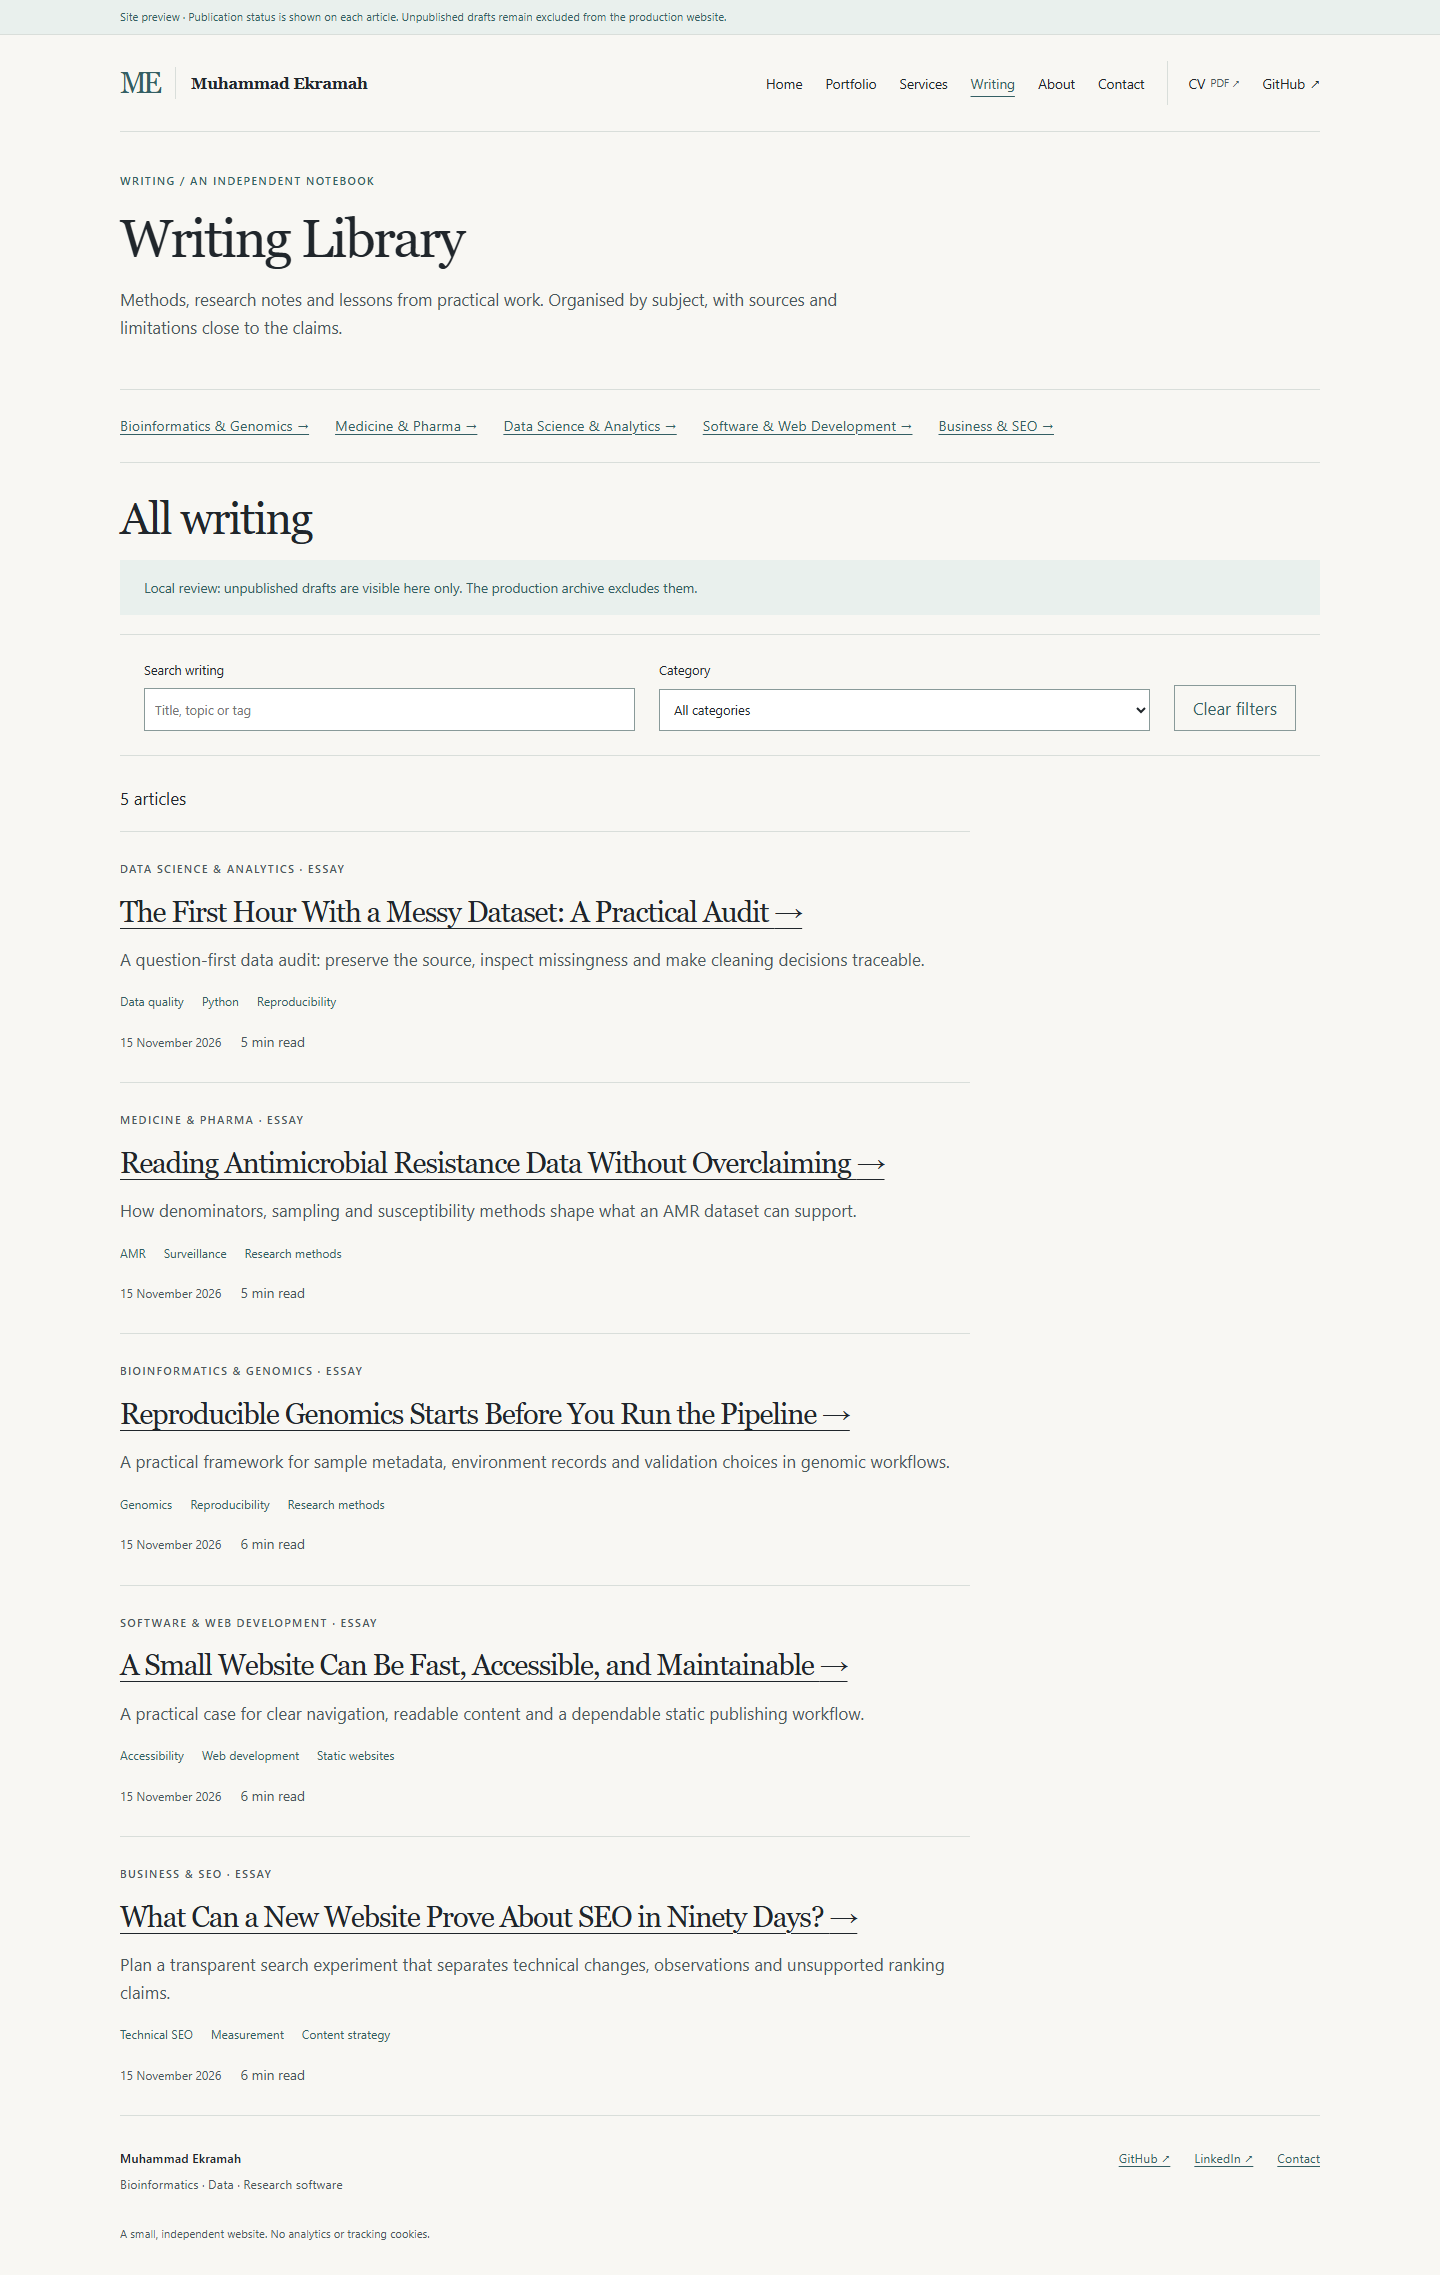 Site preview · Publication status is shown on each article. Unpublished drafts remain excluded from the production website.
ME Muhammad Ekramah
Home Portfolio Services Writing About Contact CV PDF ↗ GitHub ↗
WRITING / AN INDEPENDENT NOTEBOOK
Writing Library
Methods, research notes and lessons from practical work. Organised by subject, with sources and
limitations close to the claims.
Bioinformatics & Genomics → Medicine & Pharma → Data Science & Analytics → Software & Web Development → Business & SEO →
All writing
Local review: unpublished drafts are visible here only. The production archive excludes them.
Search writing Category
Title, topic or tag All categories Clear filters
5 articles
DATA SCIENCE & ANALYTICS · ESSAY
The First Hour With a Messy Dataset: A Practical Audit →
A question-first data audit: preserve the source, inspect missingness and make cleaning decisions traceable.
Data quality Python Reproducibility
15 November 2026 5 min read
MEDICINE & PHARMA · ESSAY
Reading Antimicrobial Resistance Data Without Overclaiming →
How denominators, sampling and susceptibility methods shape what an AMR dataset can support.
AMR Surveillance Research methods
15 November 2026 5 min read
BIOINFORMATICS & GENOMICS · ESSAY
Reproducible Genomics Starts Before You Run the Pipeline →
A practical framework for sample metadata, environment records and validation choices in genomic workflows.
Genomics Reproducibility Research methods
15 November 2026 6 min read
SOFTWARE & WEB DEVELOPMENT · ESSAY
A Small Website Can Be Fast, Accessible, and Maintainable →
A practical case for clear navigation, readable content and a dependable static publishing workflow.
Accessibility Web development Static websites
15 November 2026 6 min read
BUSINESS & SEO · ESSAY
What Can a New Website Prove About SEO in Ninety Days? →
Plan a transparent search experiment that separates technical changes, observations and unsupported ranking
claims.
Technical SEO Measurement Content strategy
15 November 2026 6 min read
Muhammad Ekramah GitHub ↗ LinkedIn ↗ Contact
Bioinformatics · Data · Research software
A small, independent website. No analytics or tracking cookies.